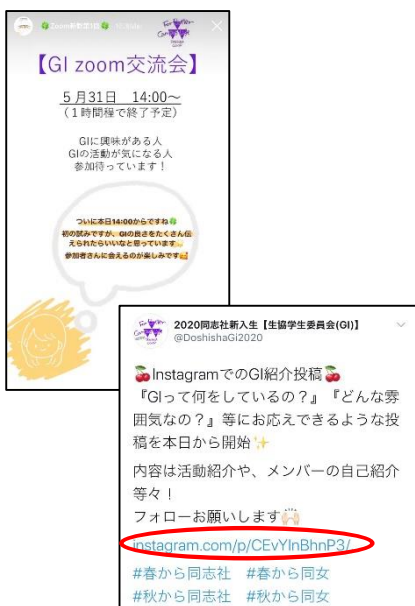 For Better
【GI zoom交流会】
5月31日 14:00～
（1時間程で終了予定）
GIに興味がある人
GIの活動が気になる人
参加待っています！
ついに本日14:00からですね
初の試みですが、GIの良さをたくさん伝
えられたらいいなと思っています
参加者さんに会えるのが楽しみです🥰
2020同志社新入生【生協学生委員会(GI)】
@DoshishaGi2020
🍒InstagramでのGI紹介投稿🍒
『GIって何をしているの？』『どんな雰
囲気なの？』等にお応えできるような投
稿を本日から開始✨
内容は活動紹介や、メンバーの自己紹介
等々！
フォローお願いします🙌🏻
instagram.com/p/CEvYInBhnP3/
#春から同志社 #春から同女
#秋から同志社 #秋から同女